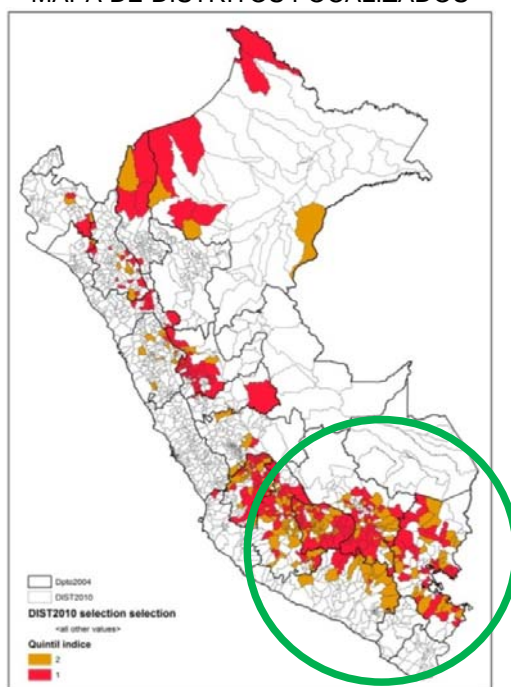 MAPA DE DISTRITOS FOCALIZADOS
Dpto2004
DIST2010
DIST2010 selection selection
<all other values>
Quintil indice
2
1